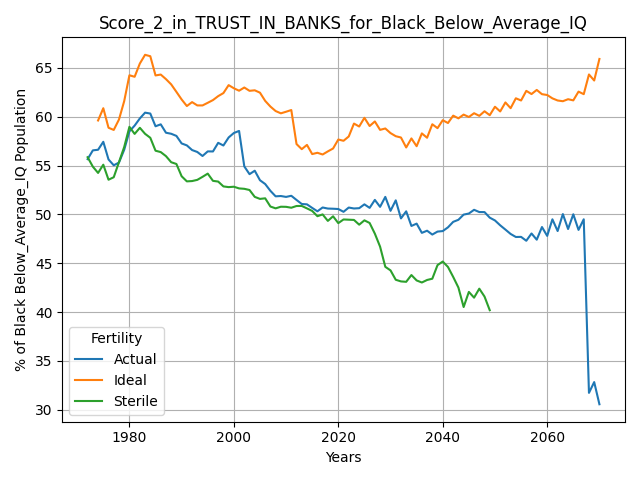 Score_2_in_TRUST_IN_BANKS_for_Black_Below_Average_IQ
% of Black Below_Average_IQ Population
65
60
55
50
45
40
35
30
Fertility
Actual
Ideal
Sterile
1980
2000
2020
2040
2060
Years